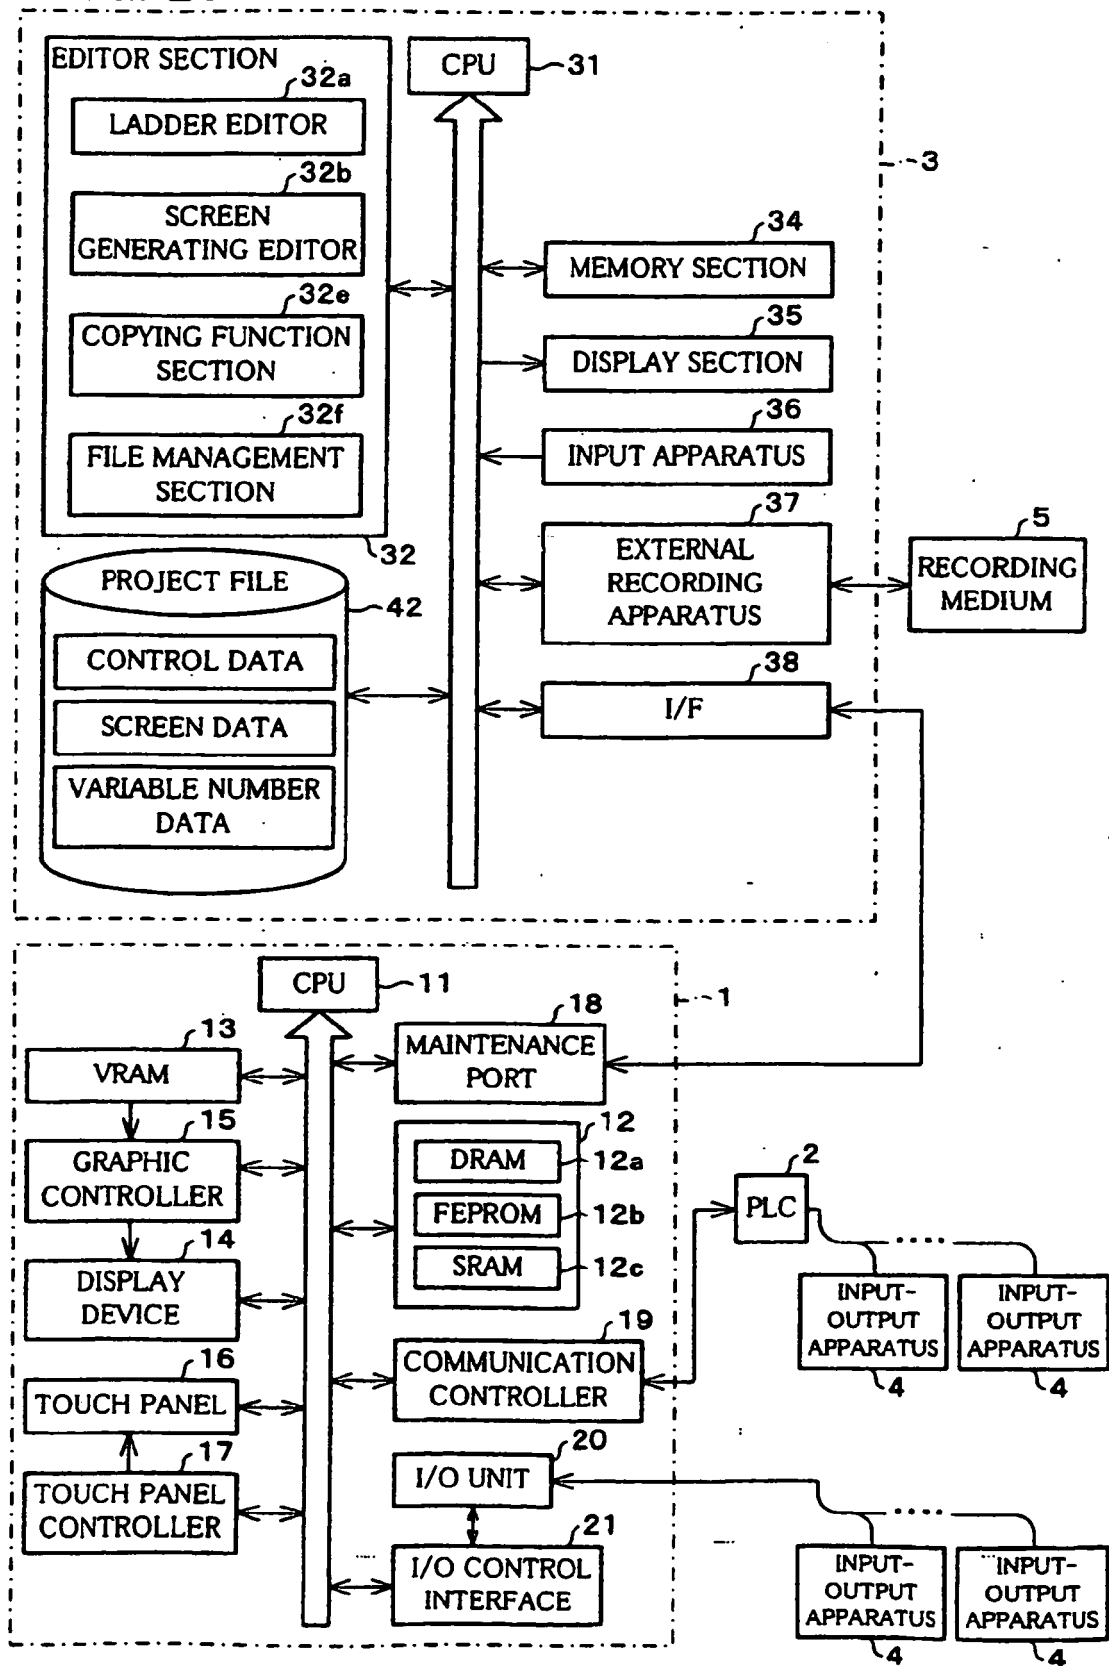 EDITOR SECTION
32a
LADDER EDITOR
32b
SCREEN
GENERATING EDITOR
32e
COPYING FUNCTION
SECTION
32f
FILE MANAGEMENT
SECTION
32
PROJECT FILE
42
CONTROL DATA
SCREEN DATA
VARIABLE NUMBER
DATA
CPU
31
3
34
MEMORY SECTION
35
DISPLAY SECTION
36
INPUT APPARATUS
37
EXTERNAL
RECORDING
APPARATUS
5
RECORDING
MEDIUM
38
I/F
CPU
11
1
13
VRAM
15
GRAPHIC
CONTROLLER
14
DISPLAY
DEVICE
16
TOUCH PANEL
17
TOUCH PANEL
CONTROLLER
18
MAINTENANCE
PORT
12
DRAM
12a
FEPROM
12b
SRAM
12c
19
COMMUNICATION
CONTROLLER
20
I/O UNIT
21
I/O CONTROL
INTERFACE
2
PLC
INPUT-
OUTPUT
APPARATUS
4
INPUT-
OUTPUT
APPARATUS
4
INPUT-
OUTPUT
APPARATUS
4
INPUT-
OUTPUT
APPARATUS
4